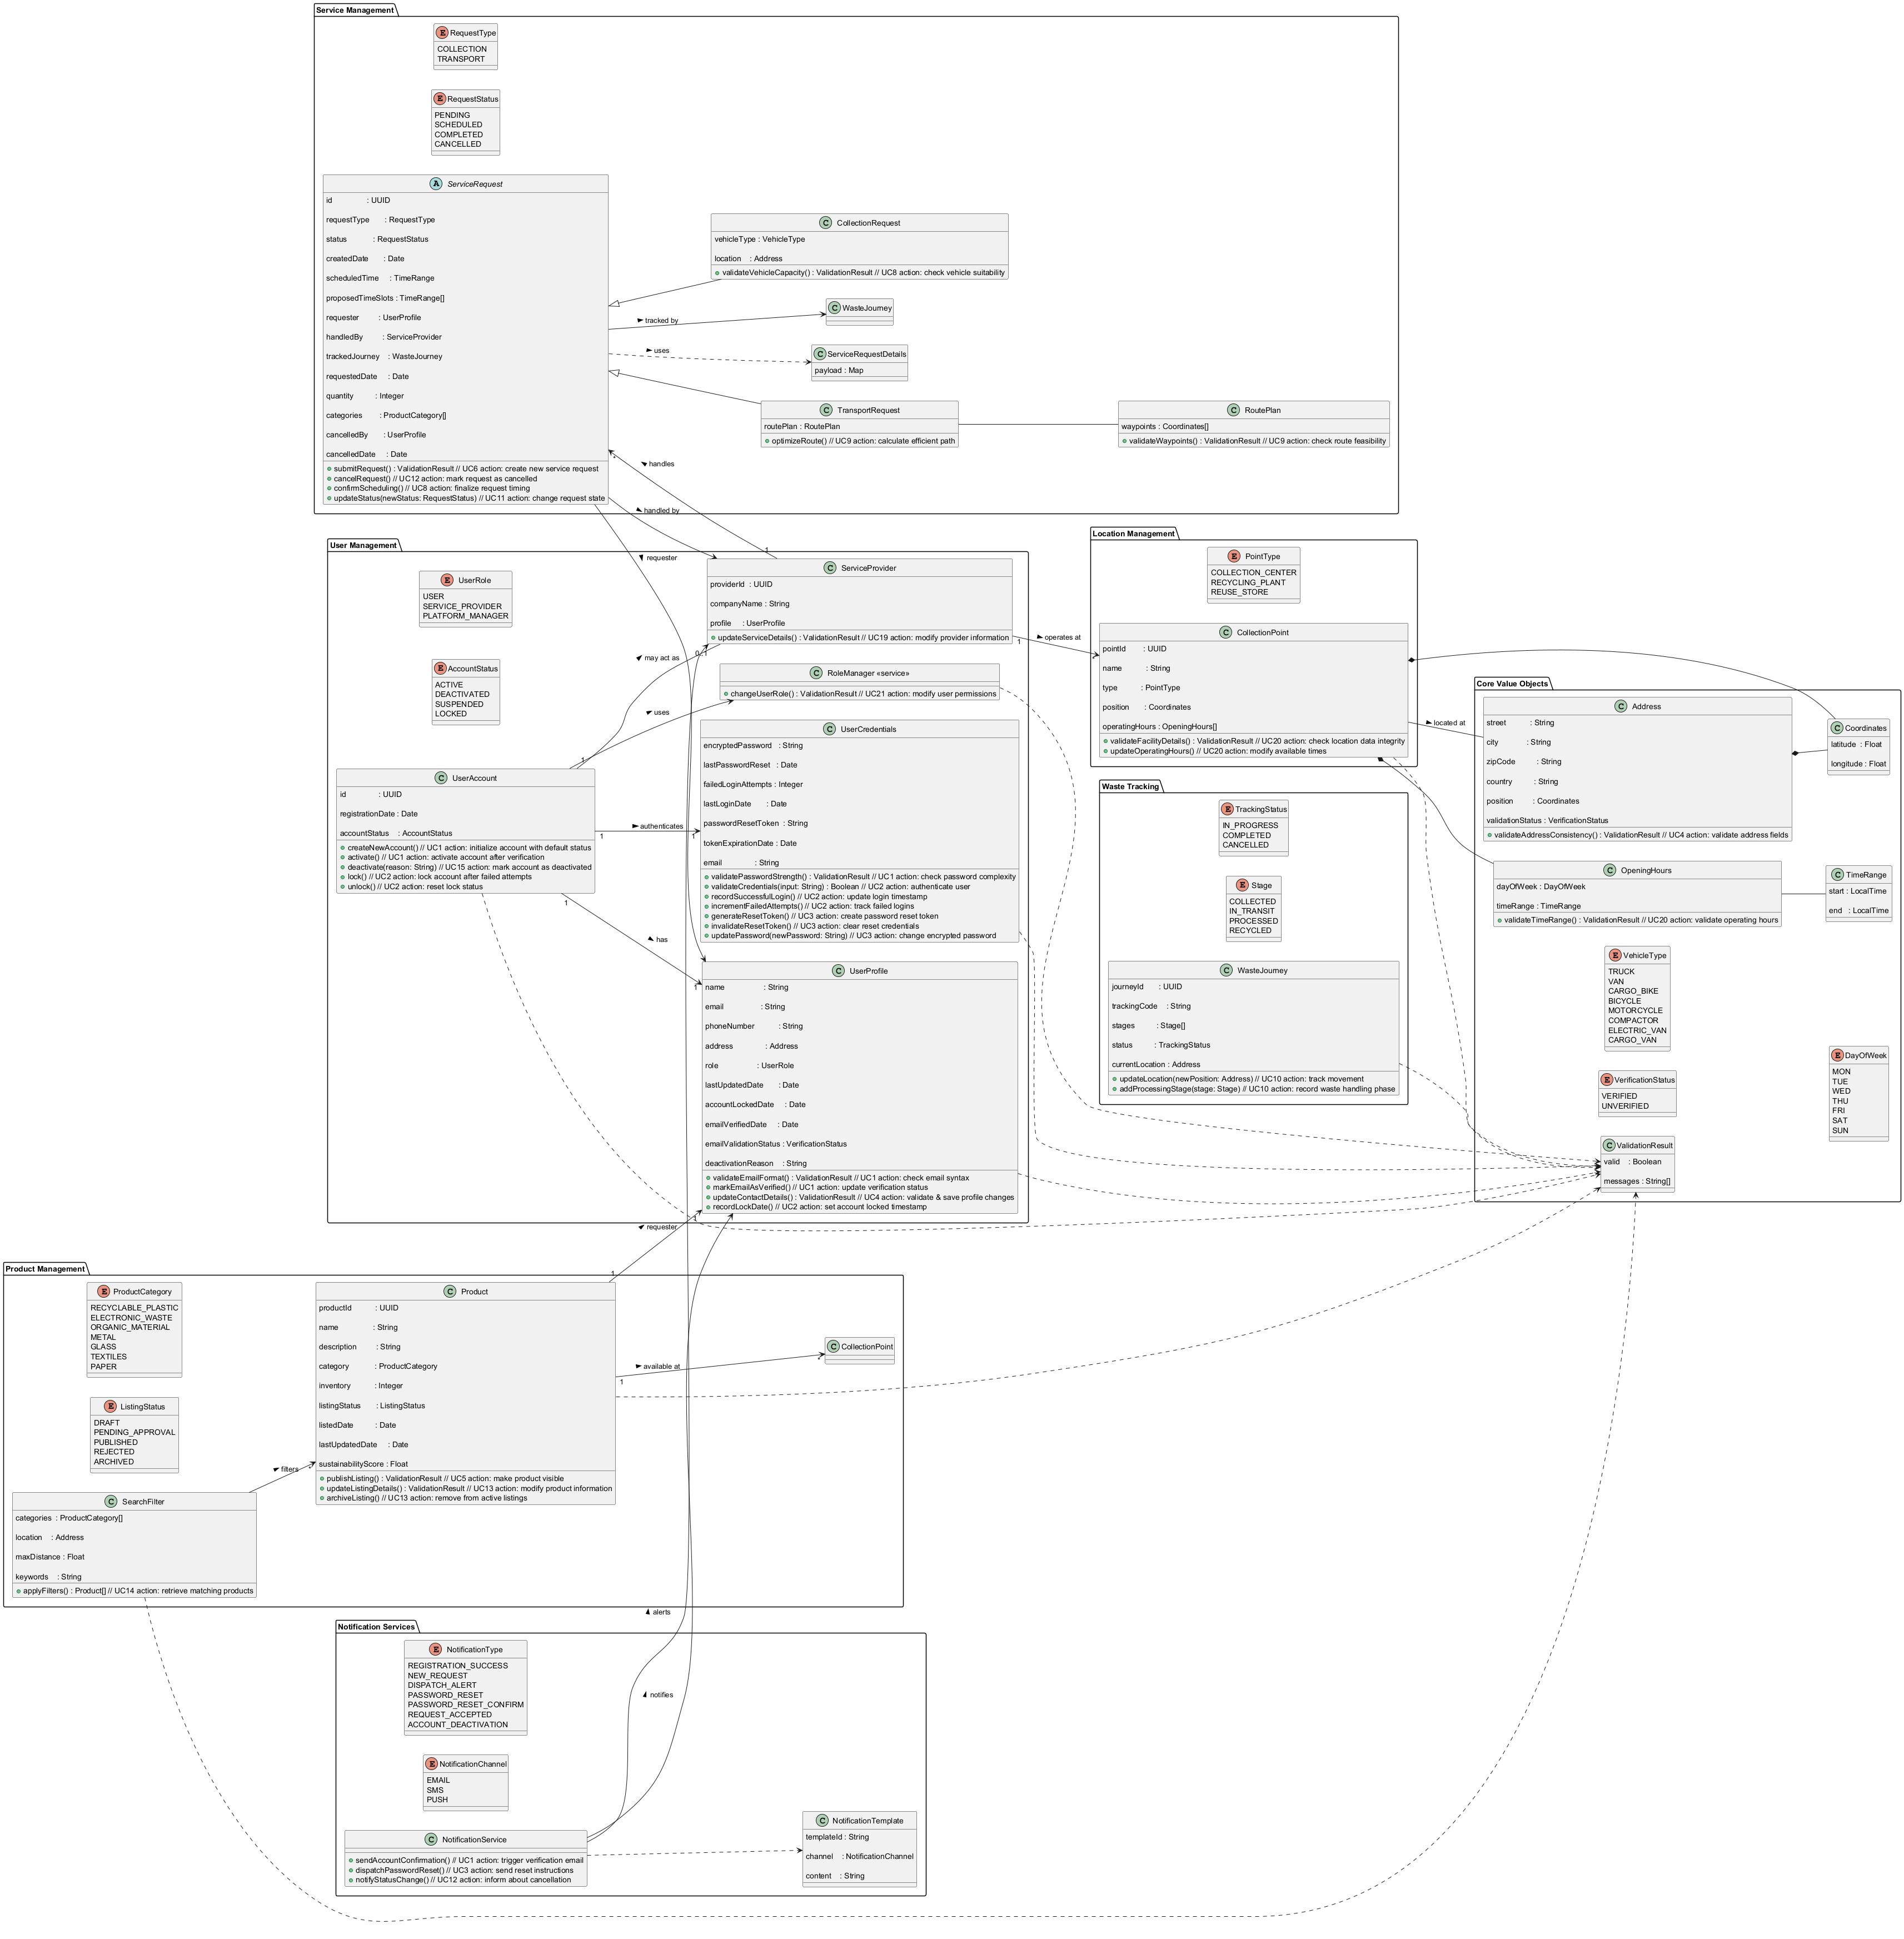 Service Management
E RequestType
COLLECTION
TRANSPORT
E RequestStatus
PENDING
SCHEDULED
COMPLETED
CANCELLED
A ServiceRequest
id : UUID
requestType : RequestType
status : RequestStatus
createdDate : Date
scheduledTime : TimeRange
proposedTimeSlots : TimeRange[]
requester : UserProfile
handledBy : ServiceProvider
trackedJourney : WasteJourney
requestedDate : Date
quantity : Integer
categories : ProductCategory[]
cancelledBy : UserProfile
cancelledDate : Date
submitRequest() : ValidationResult // UC6 action: create new service request
cancelRequest() // UC12 action: mark request as cancelled
confirmScheduling() // UC8 action: finalize request timing
updateStatus(newStatus: RequestStatus) // UC11 action: change request state
C CollectionRequest
vehicleType : VehicleType
location : Address
validateVehicleCapacity() : ValidationResult // UC8 action: check vehicle suitability
tracked by
C WasteJourney
uses
C ServiceRequestDetails
payload : Map
C TransportRequest
routePlan : RoutePlan
optimizeRoute() // UC9 action: calculate efficient path
C RoutePlan
waypoints : Coordinates[]
validateWaypoints() : ValidationResult // UC9 action: check route feasibility
*
handles
1
handled by
requester
User Management
E UserRole
USER
SERVICE_PROVIDER
PLATFORM_MANAGER
E AccountStatus
ACTIVE
DEACTIVATED
SUSPENDED
LOCKED
C UserAccount
id : UUID
registrationDate : Date
accountStatus : AccountStatus
createNewAccount() // UC1 action: initialize account with default status
activate() // UC1 action: activate account after verification
deactivate(reason: String) // UC15 action: mark account as deactivated
lock() // UC2 action: lock account after failed attempts
unlock() // UC2 action: reset lock status
1
may act as
0..1
uses
1
authenticates
1
1
has
1
C ServiceProvider
providerId : UUID
companyName : String
profile : UserProfile
updateServiceDetails() : ValidationResult // UC19 action: modify provider information
C RoleManager «service»
changeUserRole() : ValidationResult // UC21 action: modify user permissions
C UserCredentials
encryptedPassword : String
lastPasswordReset : Date
failedLoginAttempts : Integer
lastLoginDate : Date
passwordResetToken : String
tokenExpirationDate : Date
email : String
validatePasswordStrength() : ValidationResult // UC1 action: check password complexity
validateCredentials(input: String) : Boolean // UC2 action: authenticate user
recordSuccessfulLogin() // UC2 action: update login timestamp
incrementFailedAttempts() // UC2 action: track failed logins
generateResetToken() // UC3 action: create password reset token
invalidateResetToken() // UC3 action: clear reset credentials
updatePassword(newPassword: String) // UC3 action: change encrypted password
C UserProfile
name : String
email : String
phoneNumber : String
address : Address
role : UserRole
lastUpdatedDate : Date
accountLockedDate : Date
emailVerifiedDate : Date
emailValidationStatus : VerificationStatus
deactivationReason : String
validateEmailFormat() : ValidationResult // UC1 action: check email syntax
markEmailAsVerified() // UC1 action: update verification status
updateContactDetails() : ValidationResult // UC4 action: validate & save profile changes
recordLockDate() // UC2 action: set account locked timestamp
1
operates at
*
Location Management
E PointType
COLLECTION_CENTER
RECYCLING_PLANT
REUSE_STORE
C CollectionPoint
pointId : UUID
name : String
type : PointType
position : Coordinates
operatingHours : OpeningHours[]
validateFacilityDetails() : ValidationResult // UC20 action: check location data integrity
updateOperatingHours() // UC20 action: modify available times
located at
Waste Tracking
E TrackingStatus
IN_PROGRESS
COMPLETED
CANCELLED
E Stage
COLLECTED
IN_TRANSIT
PROCESSED
RECYCLED
C WasteJourney
journeyId : UUID
trackingCode : String
stages : Stage[]
status : TrackingStatus
currentLocation : Address
updateLocation(newPosition: Address) // UC10 action: track movement
addProcessingStage(stage: Stage) // UC10 action: record waste handling phase
Core Value Objects
C Address
street : String
city : String
zipCode : String
country : String
position : Coordinates
validationStatus : VerificationStatus
validateAddressConsistency() : ValidationResult // UC4 action: validate address fields
C Coordinates
latitude : Float
longitude : Float
C OpeningHours
dayOfWeek : DayOfWeek
timeRange : TimeRange
validateTimeRange() : ValidationResult // UC20 action: validate operating hours
C TimeRange
start : LocalTime
end : LocalTime
E VehicleType
TRUCK
VAN
CARGO_BIKE
BICYCLE
MOTORCYCLE
COMPACTOR
ELECTRIC_VAN
CARGO_VAN
E VerificationStatus
VERIFIED
UNVERIFIED
E DayOfWeek
MON
TUE
WED
THU
FRI
SAT
SUN
C ValidationResult
valid : Boolean
messages : String[]
requester
1
1
Product Management
E ProductCategory
RECYCLABLE_PLASTIC
ELECTRONIC_WASTE
ORGANIC_MATERIAL
METAL
GLASS
TEXTILES
PAPER
E ListingStatus
DRAFT
PENDING_APPROVAL
PUBLISHED
REJECTED
ARCHIVED
C SearchFilter
categories : ProductCategory[]
location : Address
maxDistance : Float
keywords : String
applyFilters() : Product[] // UC14 action: retrieve matching products
filters
*
C Product
productId : UUID
name : String
description : String
category : ProductCategory
inventory : Integer
listingStatus : ListingStatus
listedDate : Date
lastUpdatedDate : Date
sustainabilityScore : Float
publishListing() : ValidationResult // UC5 action: make product visible
updateListingDetails() : ValidationResult // UC13 action: modify product information
archiveListing() // UC13 action: remove from active listings
1
available at
*
C CollectionPoint
alerts
notifies
Notification Services
E NotificationType
REGISTRATION_SUCCESS
NEW_REQUEST
DISPATCH_ALERT
PASSWORD_RESET
PASSWORD_RESET_CONFIRM
REQUEST_ACCEPTED
ACCOUNT_DEACTIVATION
E NotificationChannel
EMAIL
SMS
PUSH
C NotificationService
sendAccountConfirmation() // UC1 action: trigger verification email
dispatchPasswordReset() // UC3 action: send reset instructions
notifyStatusChange() // UC12 action: inform about cancellation
C NotificationTemplate
templateId : String
channel : NotificationChannel
content : String